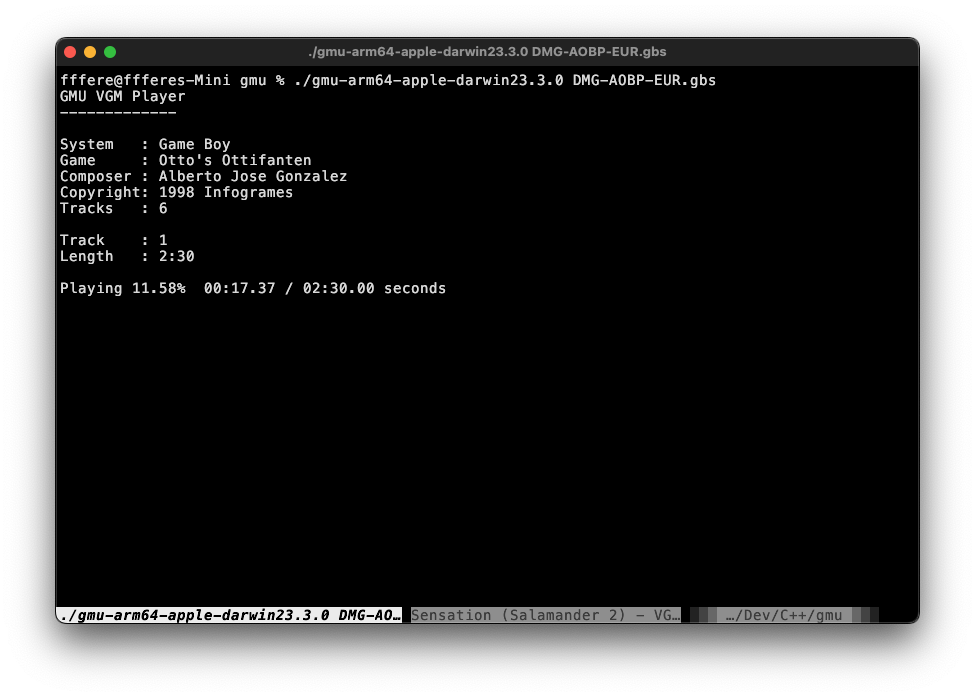 ./gmu-arm64-apple-darwin23.3.0 DMG-AOBP-EUR.gbs
fffere@ffferes-Mini gmu % ./gmu-arm64-apple-darwin23.3.0 DMG-AOBP-EUR.gbs
GMU VGM Player
-------------
System   : Game Boy
Game     : Otto's Ottifanten
Composer : Alberto Jose Gonzalez
Copyright: 1998 Infogrames
Tracks   : 6
Track    : 1
Length   : 2:30
Playing 11.58%  00:17.37 / 02:30.00 seconds
./gmu-arm64-apple-darwin23.3.0 DMG-AO… Sensation (Salamander 2) – VG… …/Dev/C++/gmu